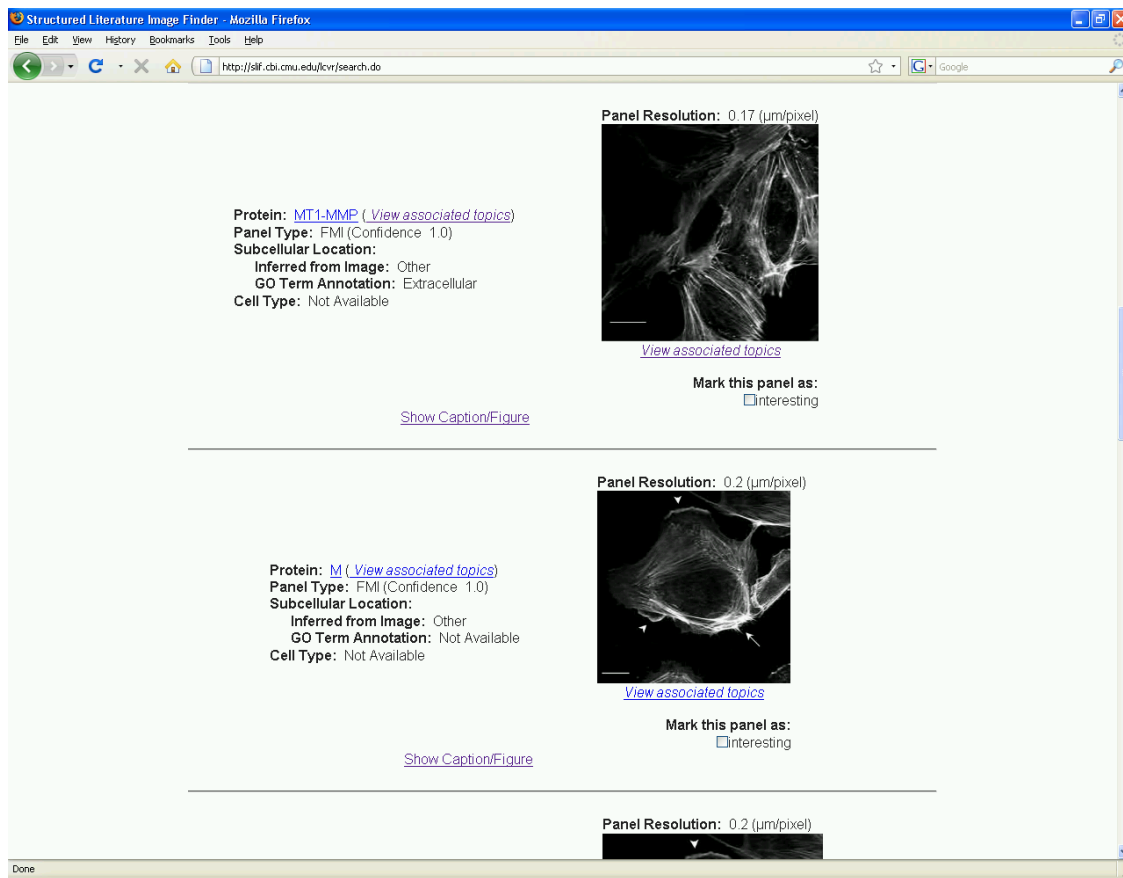 Structured Literature Image Finder - Mozilla Firefox
File Edit View History Bookmarks Tools Help
http://slif.cbi.cmu.edu/lcvr/search.do
G Google
Panel Resolution: 0.17 (µm/pixel)
Protein: MT1-MMP ( View associated topics)
Panel Type: FMI (Confidence 1.0)
Subcellular Location:
Inferred from Image: Other
GO Term Annotation: Extracellular
Cell Type: Not Available
View associated topics
Mark this panel as:
interesting
Show Caption/Figure
Panel Resolution: 0.2 (µm/pixel)
Protein: M ( View associated topics)
Panel Type: FMI (Confidence 1.0)
Subcellular Location:
Inferred from Image: Other
GO Term Annotation: Not Available
Cell Type: Not Available
View associated topics
Mark this panel as:
interesting
Show Caption/Figure
Panel Resolution: 0.2 (µm/pixel)
Done